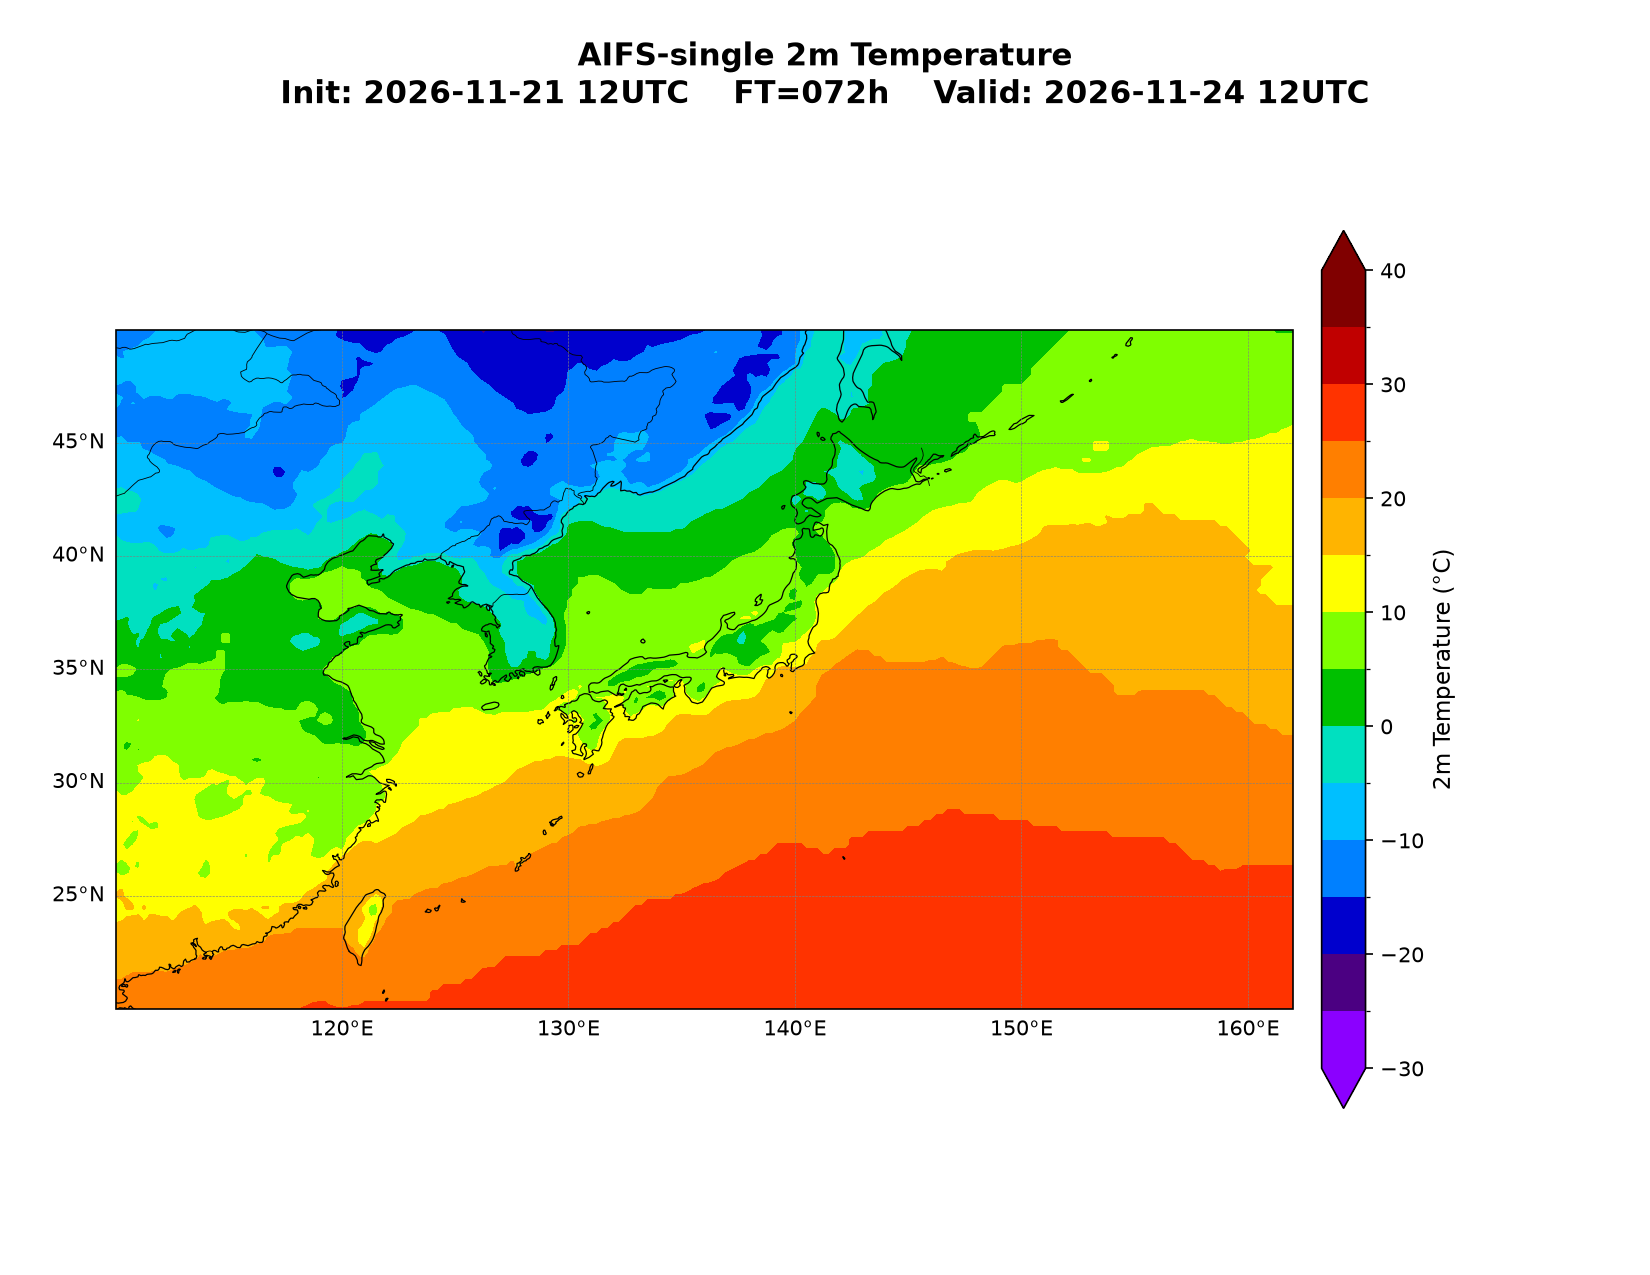 AIFS-single 2m Temperature
Init: 2026-11-21 12UTC    FT=072h    Valid: 2026-11-24 12UTC
45°N
40°N
35°N
30°N
25°N
120°E
130°E
140°E
150°E
160°E
40
30
20
10
0
−10
−20
−30
2m Temperature (°C)